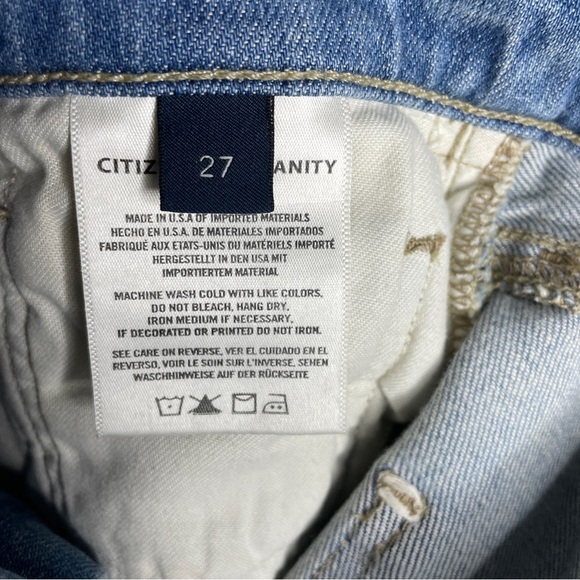 CITIZ
27
ANITY
MADE IN U.S.A OF IMPORTED MATERIALS
HECHO EN U.S.A. DE MATERIALES IMPORTADOS
FABRIQUÉ AUX ETATS-UNIS DU MATÉRIELS IMPORTÉ
HERGESTELLT IN DEN USA MIT
IMPORTIERTEM MATERIAL
MACHINE WASH COLD WITH LIKE COLORS,
DO NOT BLEACH, HANG DRY,
IRON MEDIUM IF NECESSARY,
IF DECORATED OR PRINTED DO NOT IRON.
SEE CARE ON REVERSE, VER EL CUIDADO EN EL
REVERSO, VOIR LE SOIN SUR L'INVERSE, SEHEN
WASCHHINWEISE AUF DER RÜCKSEITE